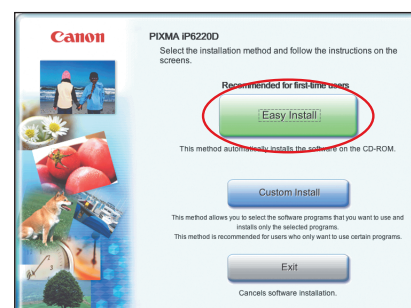 Canon
PIXMA iP6220D
Select the installation method and follow the instructions on the
screens.
Recommended for first-time users
Easy Install
This method automatically installs the software on the CD-ROM.
Custom Install
This method allows you to select the software programs that you want to use and
installs only the selected programs.
This method is recommended for users who only want to use certain programs.
Exit
Cancels software installation.